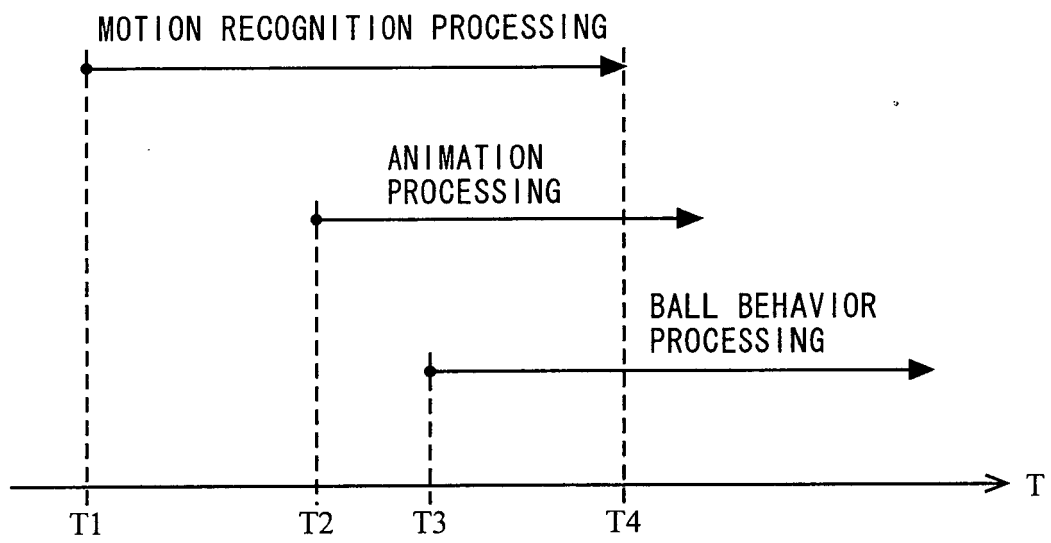 MOTION RECOGNITION PROCESSING
ANIMATION
PROCESSING
BALL BEHAVIOR
PROCESSING
T
T1
T2
T3
T4